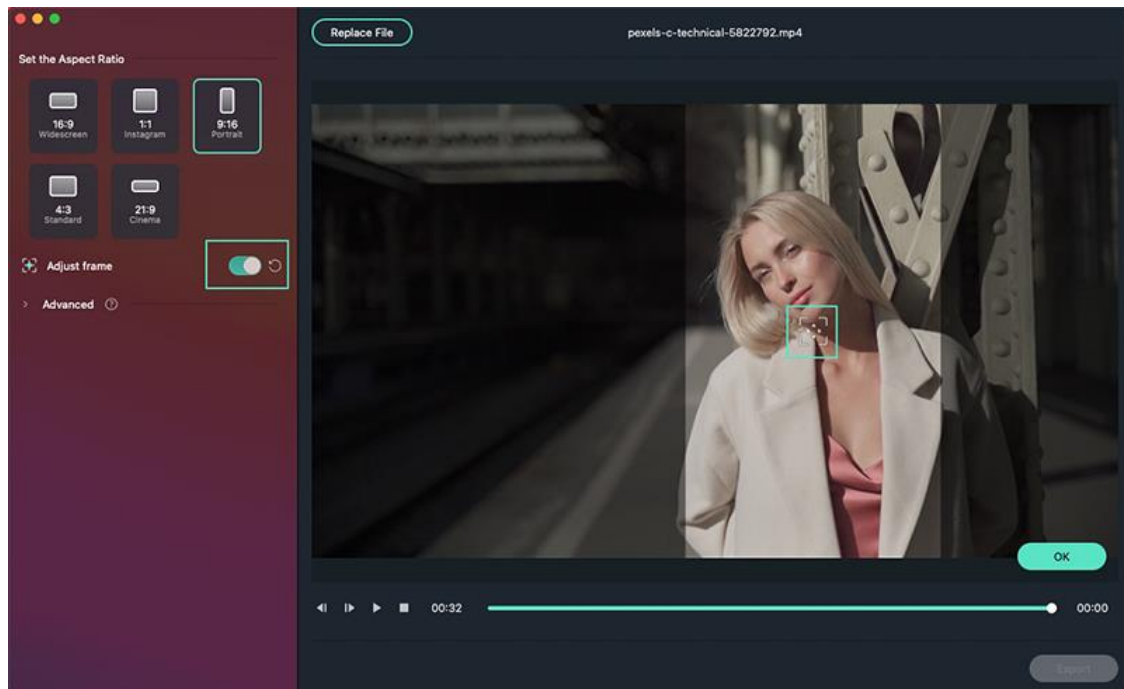 Replace File
pexels-c-technical-5822792.mp4
Set the Aspect Ratio
16:9
Widescreen
1:1
Instagram
9:16
Portrait
4:3
Standard
21:9
Cinema
Adjust frame
Advanced
OK
00:32
00:00
Export